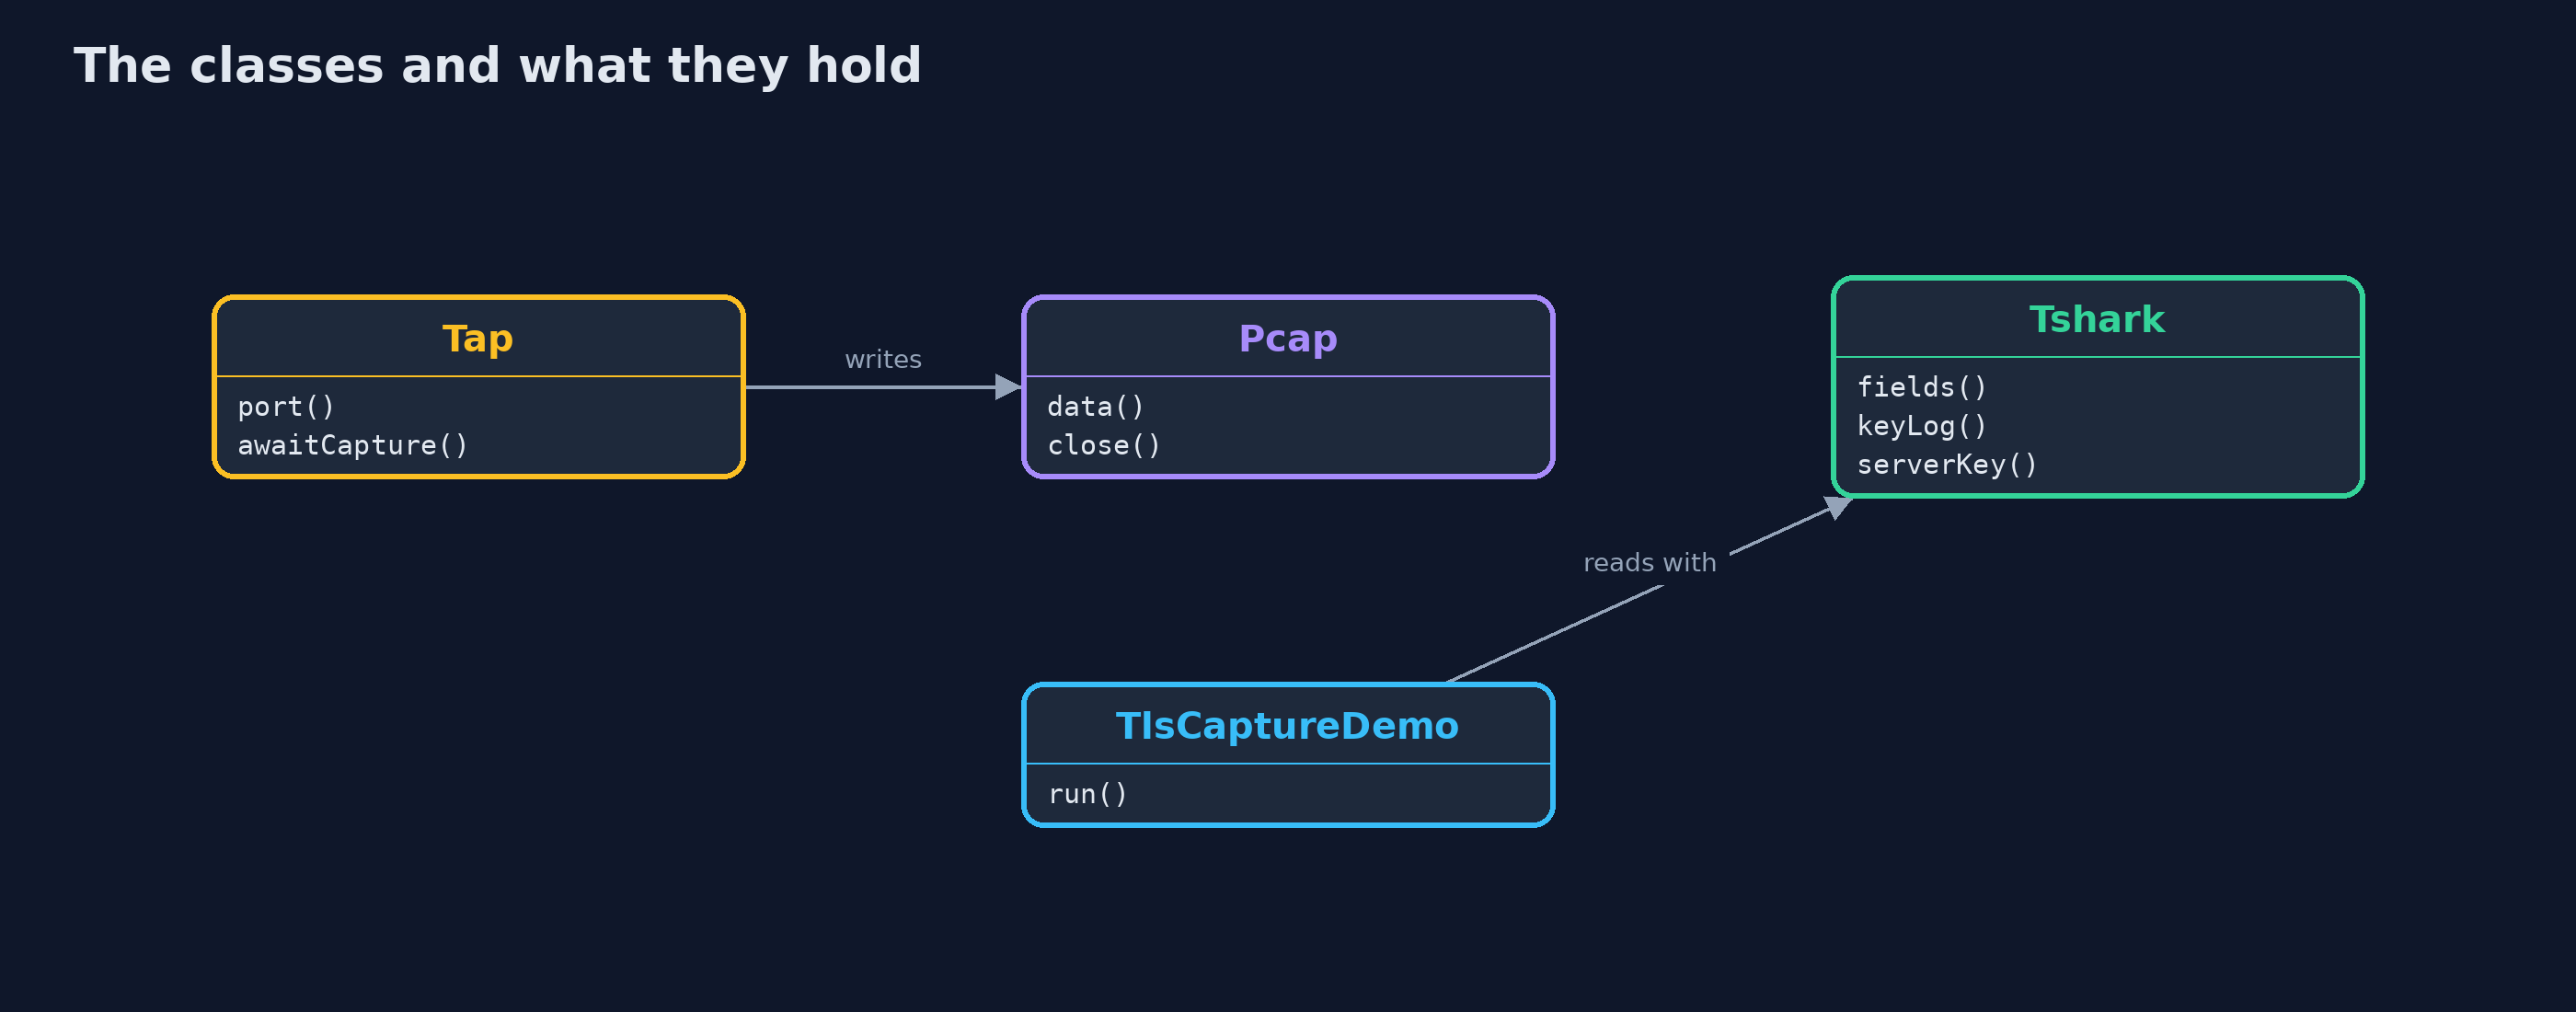 The classes and what they hold
Tap
port()
awaitCapture()
writes
Pcap
data()
close()
Tshark
fields()
keyLog()
serverKey()
reads with
TlsCaptureDemo
run()